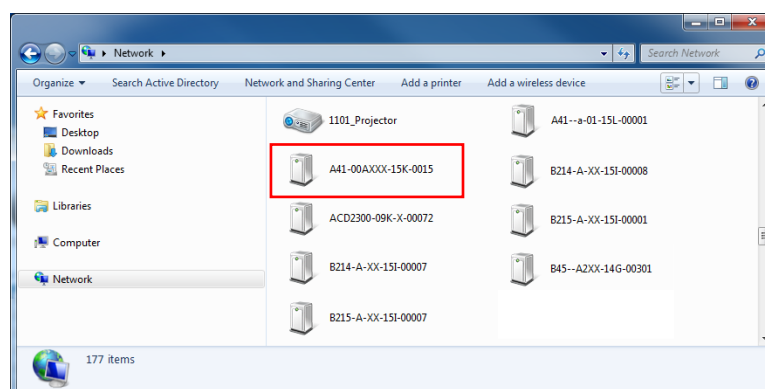 Network
Search Network
Organize
Search Active Directory
Network and Sharing Center
Add a printer
Add a wireless device
Favorites
Desktop
Downloads
Recent Places
Libraries
Computer
Network
1101_Projector
A41--a-01-15L-00001
A41-00AXXX-15K-0015
B214-A-XX-15I-00008
ACD2300-09K-X-00072
B215-A-XX-15I-00001
B214-A-XX-15I-00007
B45--A2XX-14G-00301
B215-A-XX-15I-00007
177 items